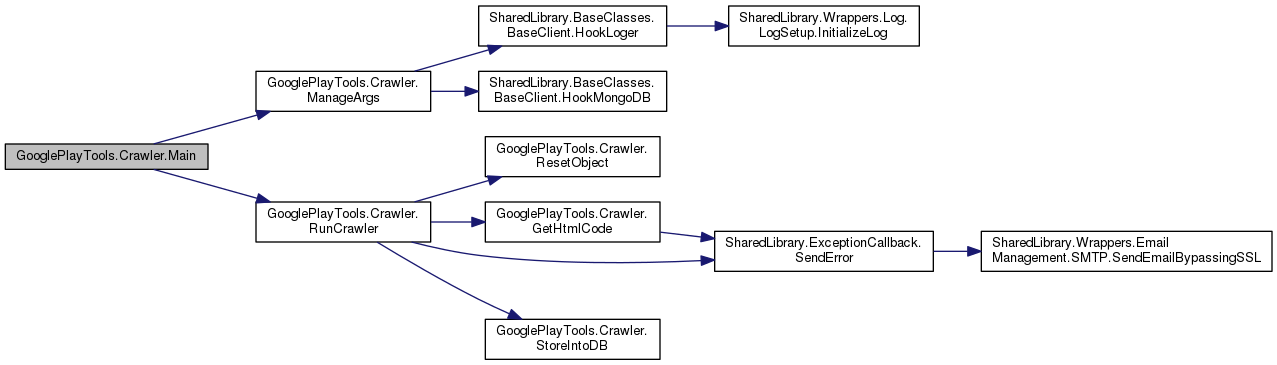 SharedLibrary.BaseClasses.
BaseClient.HookLoger
SharedLibrary.Wrappers.Log.
LogSetup.InitializeLog
GooglePlayTools.Crawler.
ManageArgs
SharedLibrary.BaseClasses.
BaseClient.HookMongoDB
GooglePlayTools.Crawler.Main
GooglePlayTools.Crawler.
ResetObject
GooglePlayTools.Crawler.
RunCrawler
GooglePlayTools.Crawler.
GetHtmlCode
SharedLibrary.ExceptionCallback.
SendError
SharedLibrary.Wrappers.Email
Management.SMTP.SendEmailBypassingSSL
GooglePlayTools.Crawler.
StoreIntoDB